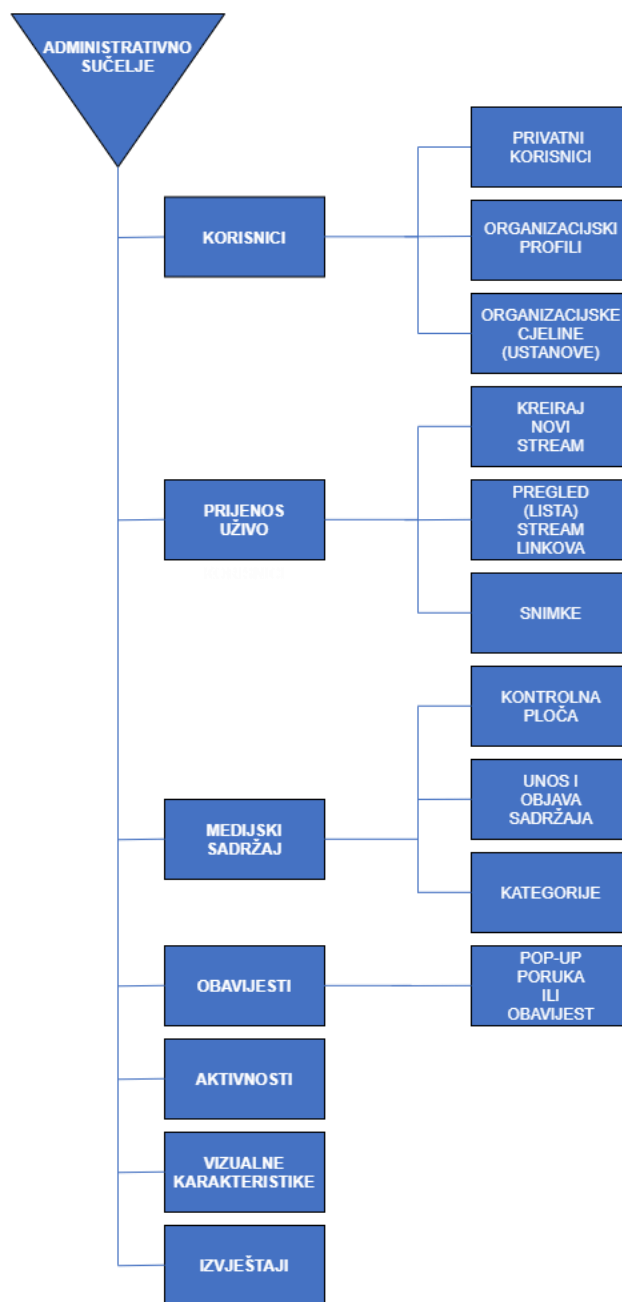 ADMINISTRATIVNO
SUČELJE
KORISNICI
PRIVATNI
KORISNICI
ORGANIZACIJSKI
PROFILI
ORGANIZACIJSKE
CJELINE
(USTANOVE)
PRIJENOS
UŽIVO
KREIRAJ
NOVI
STREAM
PREGLED
(LISTA)
STREAM
LINKOVA
SNIMKE
MEDIJSKI
SADRŽAJ
KONTROLNA
PLOČA
UNOS I
OBJAVA
SADRŽAJA
KATEGORIJE
OBAVIJESTI
POP-UP
PORUKA
ILI
OBAVIJEST
AKTIVNOSTI
VIZUALNE
KARAKTERISTIKE
IZVJEŠTAJI